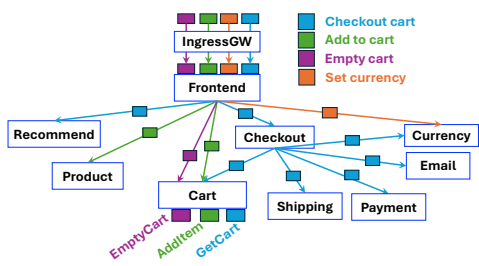 Checkout cart
IngressGW
Add to cart
Empty cart
Set currency
Frontend
Recommend
Checkout
Currency
Product
Email
Cart
Shipping
Payment
EmptyCart
AddItem
GetCart